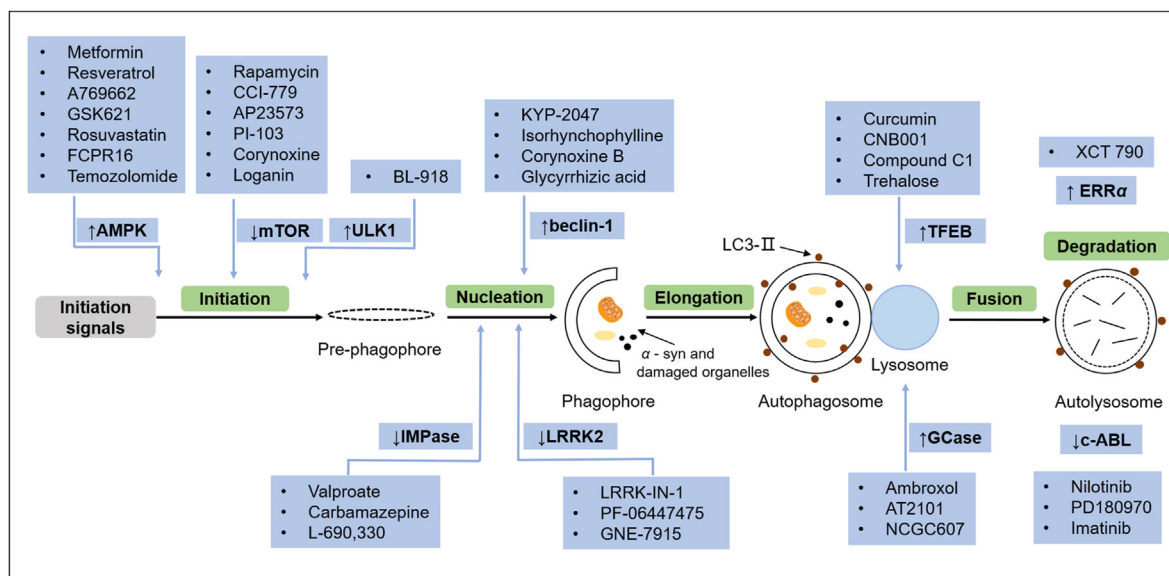 • Metformin
• Resveratrol
• A769662
• GSK621
• Rosuvastatin
• FCPR16
• Temozolomide
• Rapamycin
• CCI-779
• AP23573
• PI-103
• Corynoxine
• Loganin
• BL-918
• KYP-2047
• Isorhynchophylline
• Corynoxine B
• Glycyrrhizic acid
• Curcumin
• CNB001
• Compound C1
• Trehalose
• XCT 790
↑AMPK
↓mTOR
↑ULK1
↑beclin-1
↑TFEB
↑ ERRα
LC3-II
Initiation
signals
Initiation
Nucleation
Elongation
Fusion
Degradation
Pre-phagophore
Phagophore
α - syn and
damaged organelles
Autophagosome
Lysosome
Autolysosome
↓IMPase
↓LRRK2
↑GCase
↓c-ABL
• Valproate
• Carbamazepine
• L-690,330
• LRRK-IN-1
• PF-06447475
• GNE-7915
• Ambroxol
• AT2101
• NCGC607
• Nilotinib
• PD180970
• Imatinib